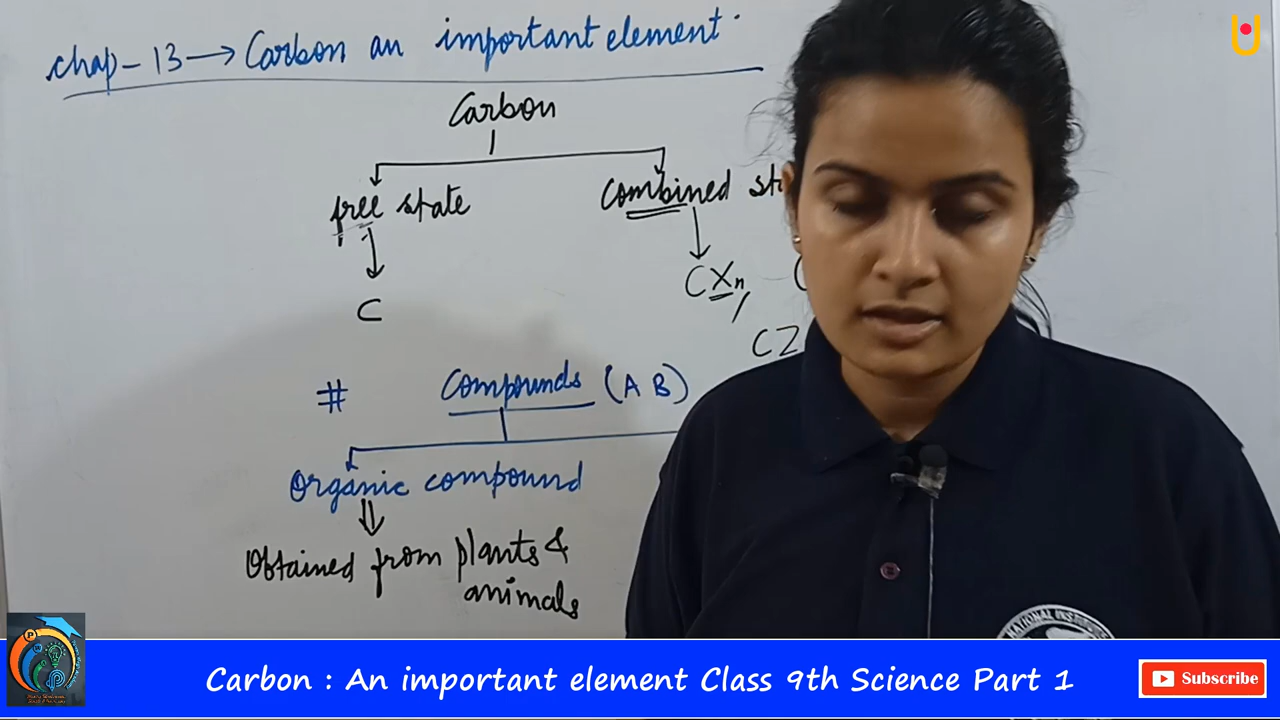 chap-13 → Carbon an important element.
Carbon
free state
combined
C
CXn,
CZ
# Compounds (A B)
Organic compound
Obtained from plants &
animals
NATIONAL
Carbon : An important element Class 9th Science Part 1
Subscribe